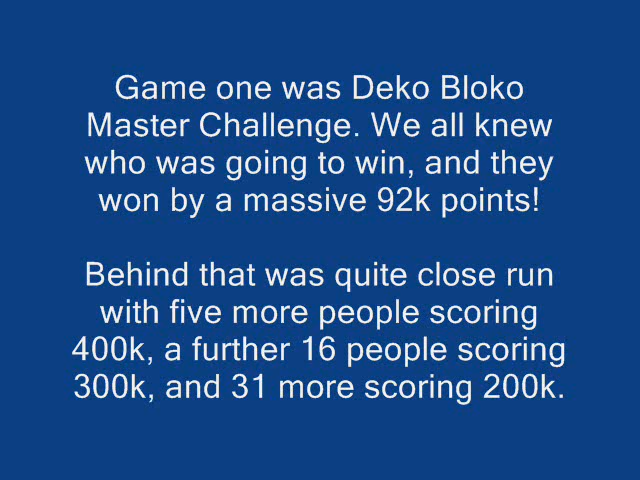 Game one was Deko Bloko
Master Challenge. We all knew
who was going to win, and they
won by a massive 92k points!
Behind that was quite close run
with five more people scoring
400k, a further 16 people scoring
300k, and 31 more scoring 200k.